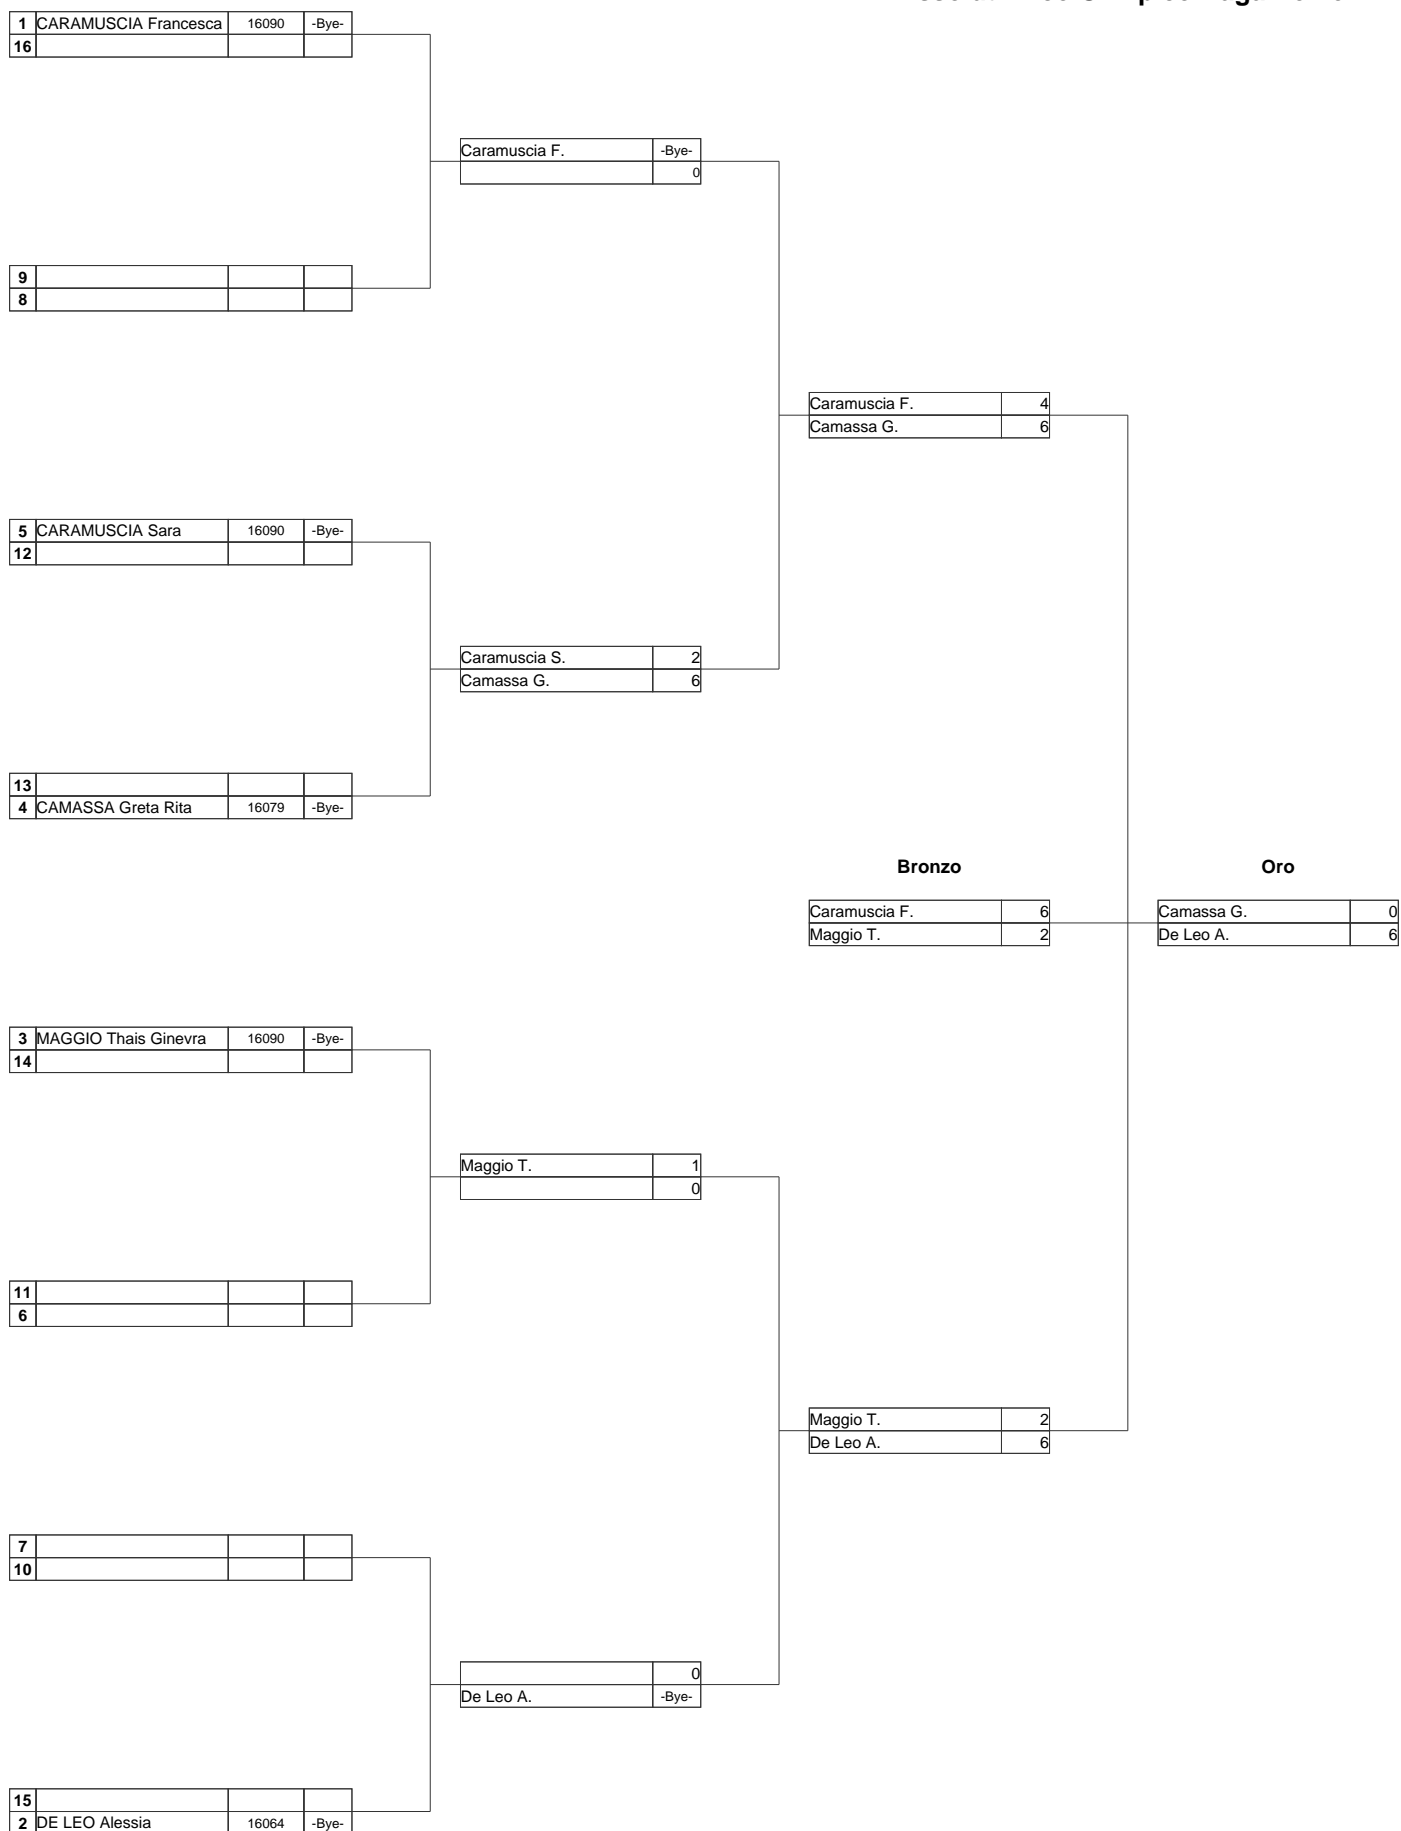 1 CARAMUSCIA Francesca 16090 -Bye-
16
Caramuscia F. -Bye-
0
9
8
Caramuscia F. 4
Camassa G. 6
5 CARAMUSCIA Sara 16090 -Bye-
12
Caramuscia S. 2
Camassa G. 6
13
4 CAMASSA Greta Rita 16079 -Bye-
Bronzo Oro
Caramuscia F. 6 Camassa G. 0
Maggio T. 2 De Leo A. 6
3 MAGGIO Thais Ginevra 16090 -Bye-
14
Maggio T. 1
0
11
6
Maggio T. 2
De Leo A. 6
7
10
0
De Leo A. -Bye-
15
2 DE LEO Alessia 16064 -Bye-